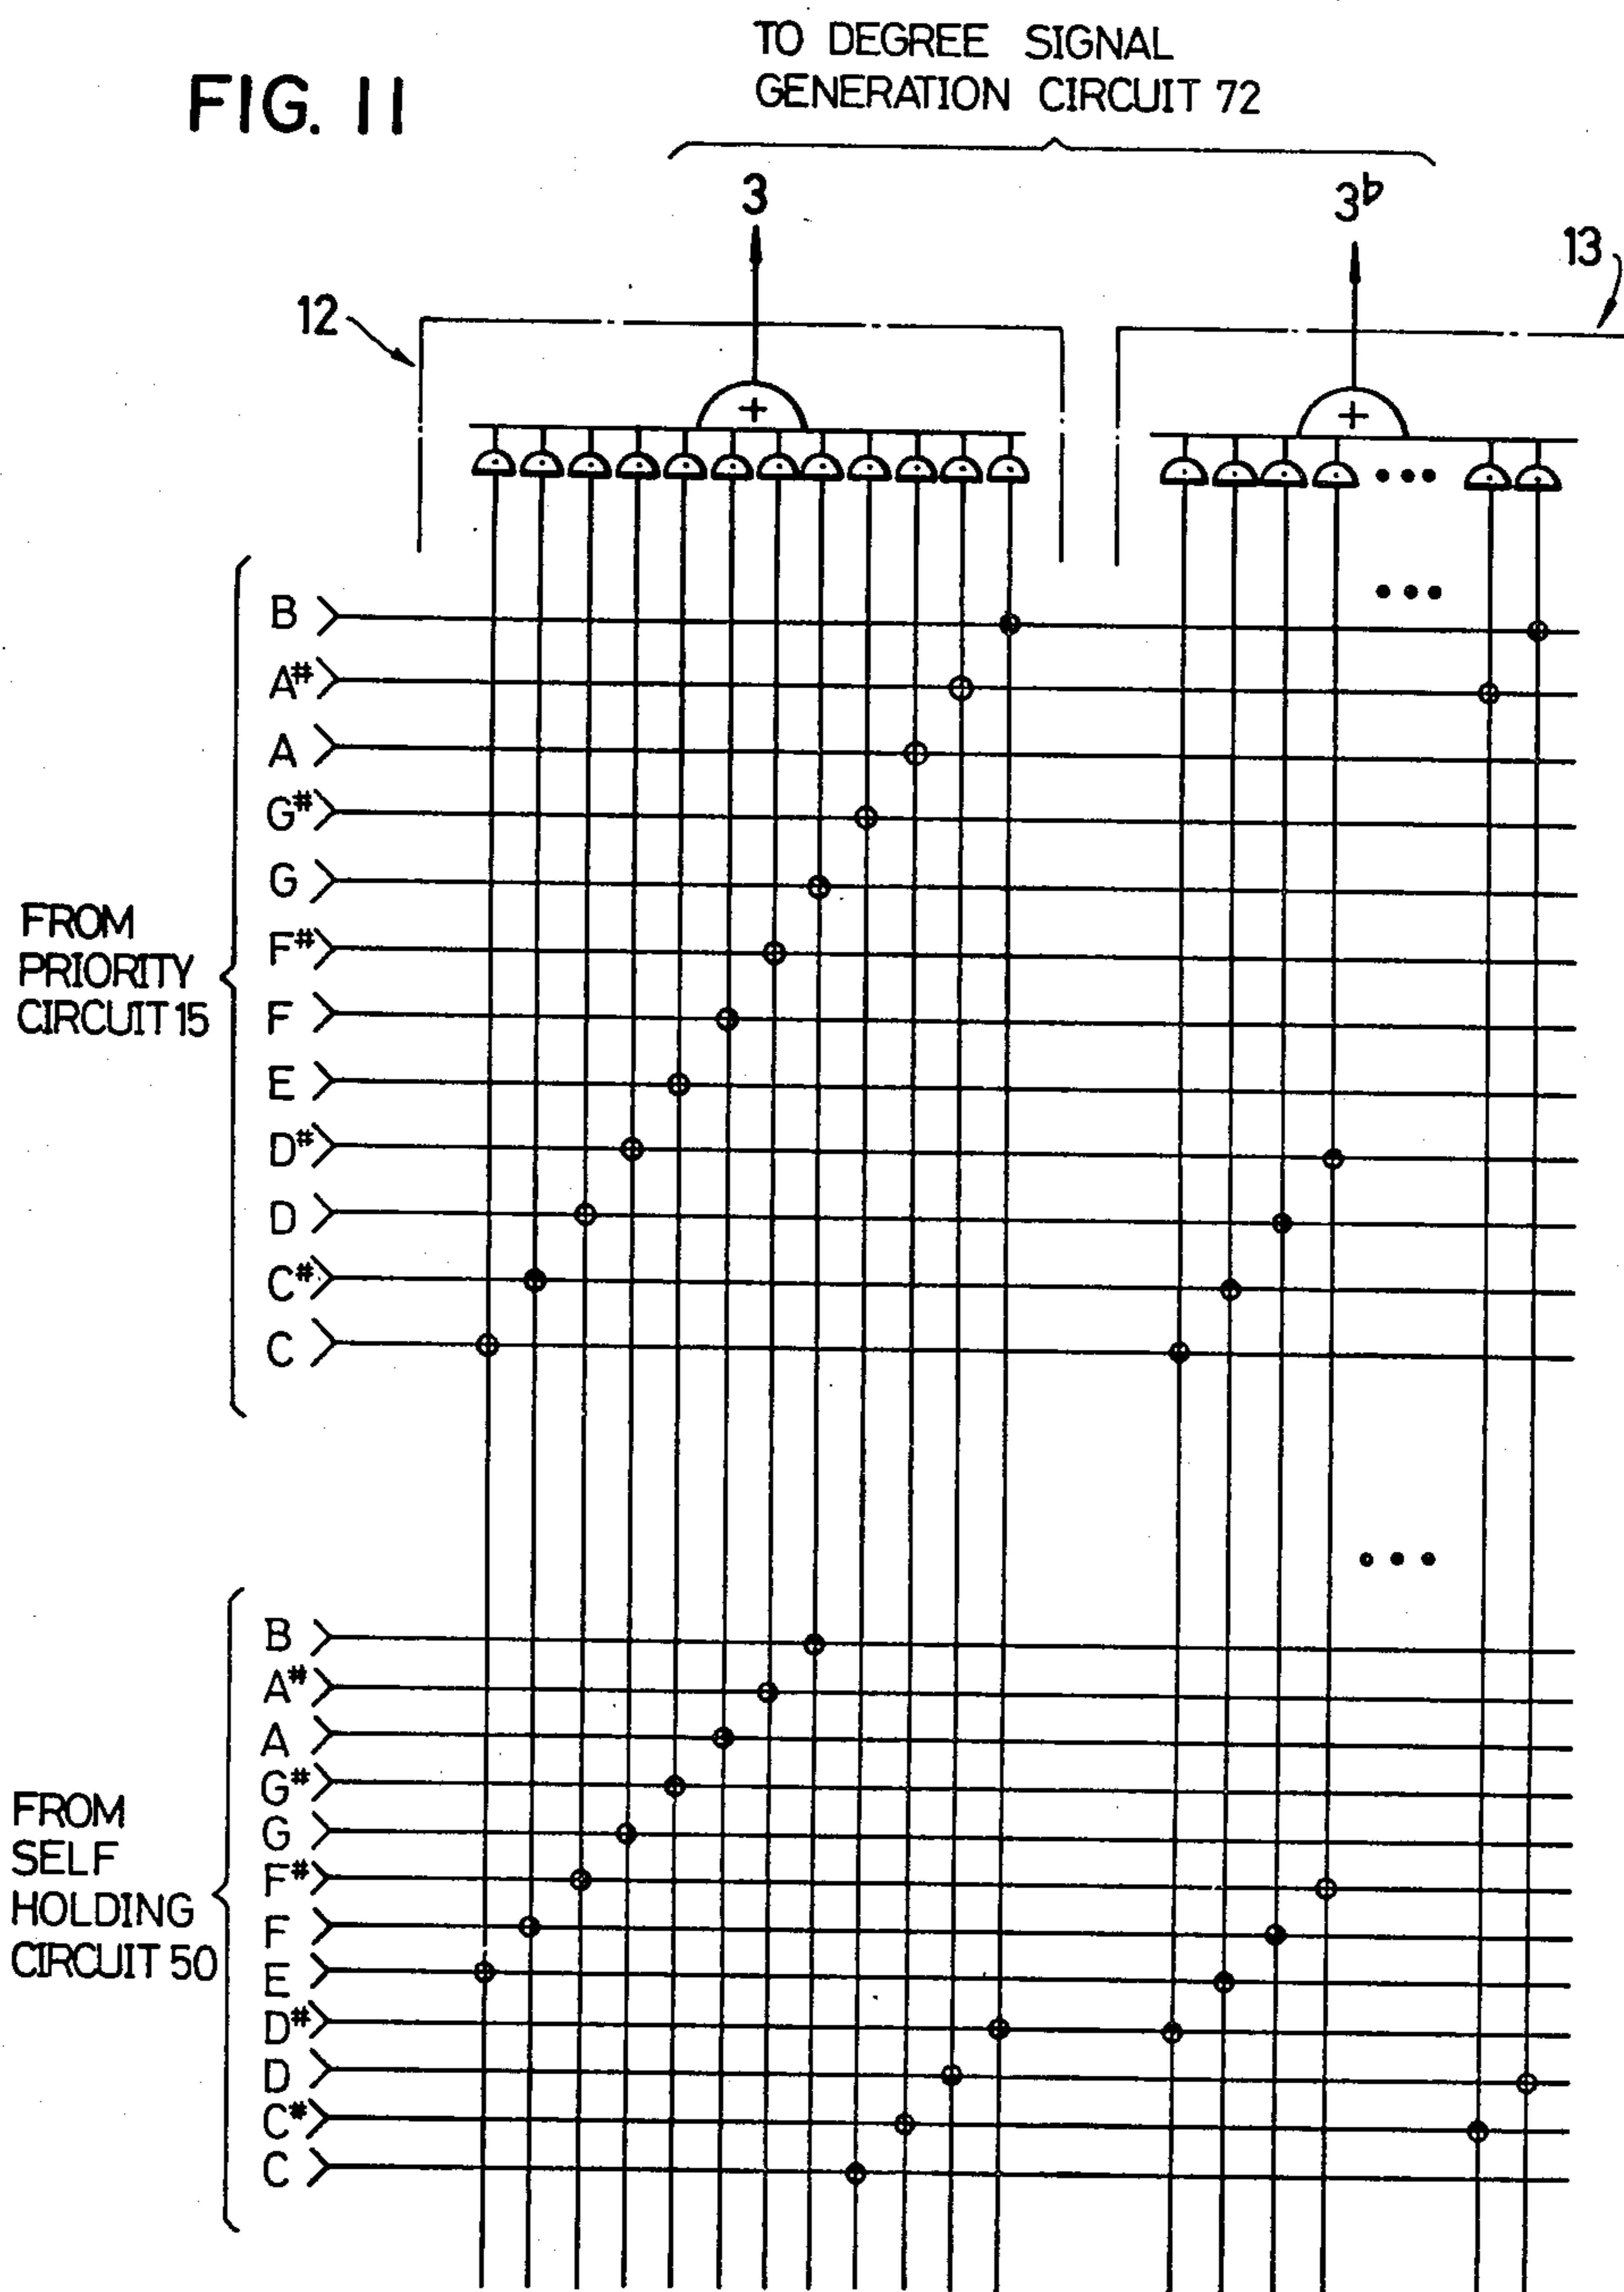 FIG. 11
TO DEGREE SIGNAL
GENERATION CIRCUIT 72
3
3♭
12
13
+
+
FROM
PRIORITY
CIRCUIT 15
B
A#
A
G#
G
F#
F
E
D#
D
C#
C
FROM
SELF
HOLDING
CIRCUIT 50
B
A#
A
G#
G
F#
F
E
D#
D
C#
C